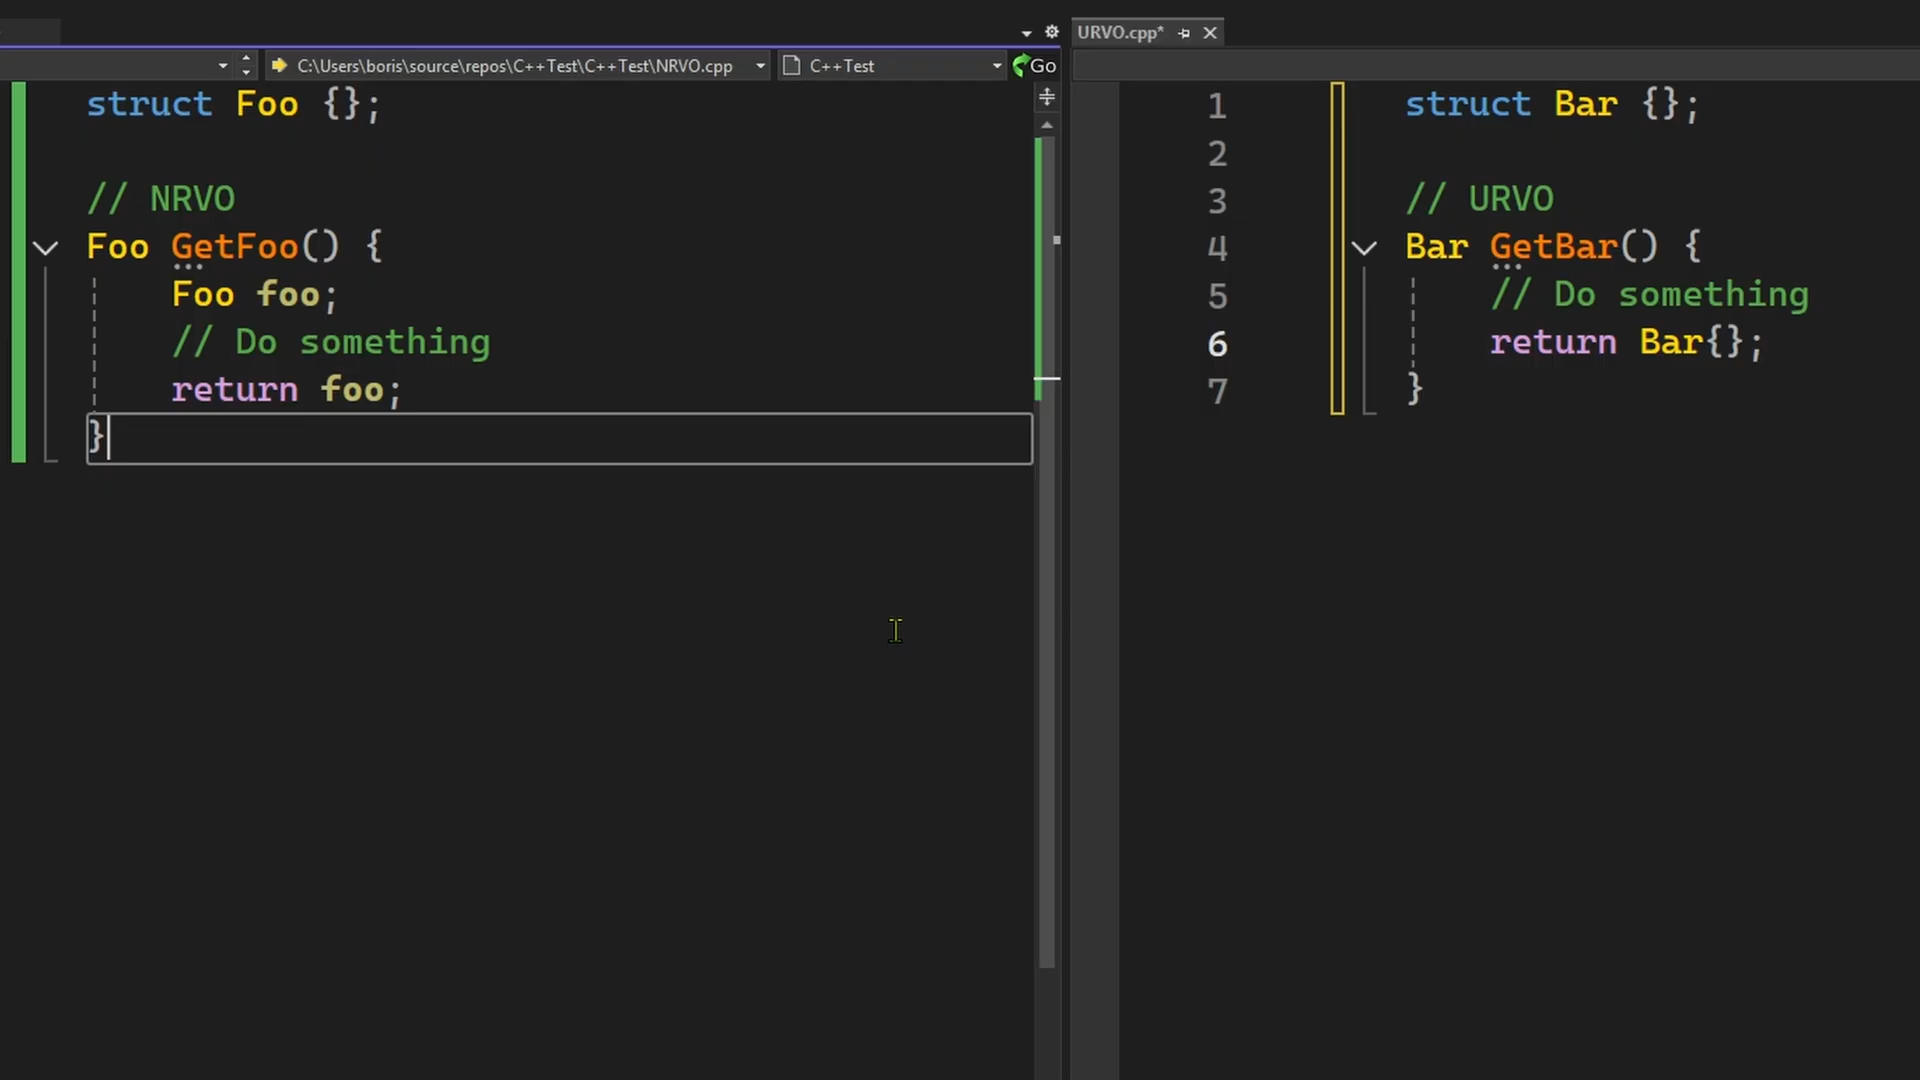 URVO.cpp*
C:\Users\boris\source\repos\C++Test\C++Test\NRVO.cpp
C++Test
Go
struct Foo {};
// NRVO
Foo GetFoo() {
Foo foo;
// Do something
return foo;
}
1 struct Bar {};
2
3 // URVO
4 Bar GetBar() {
5 // Do something
6 return Bar{};
7 }